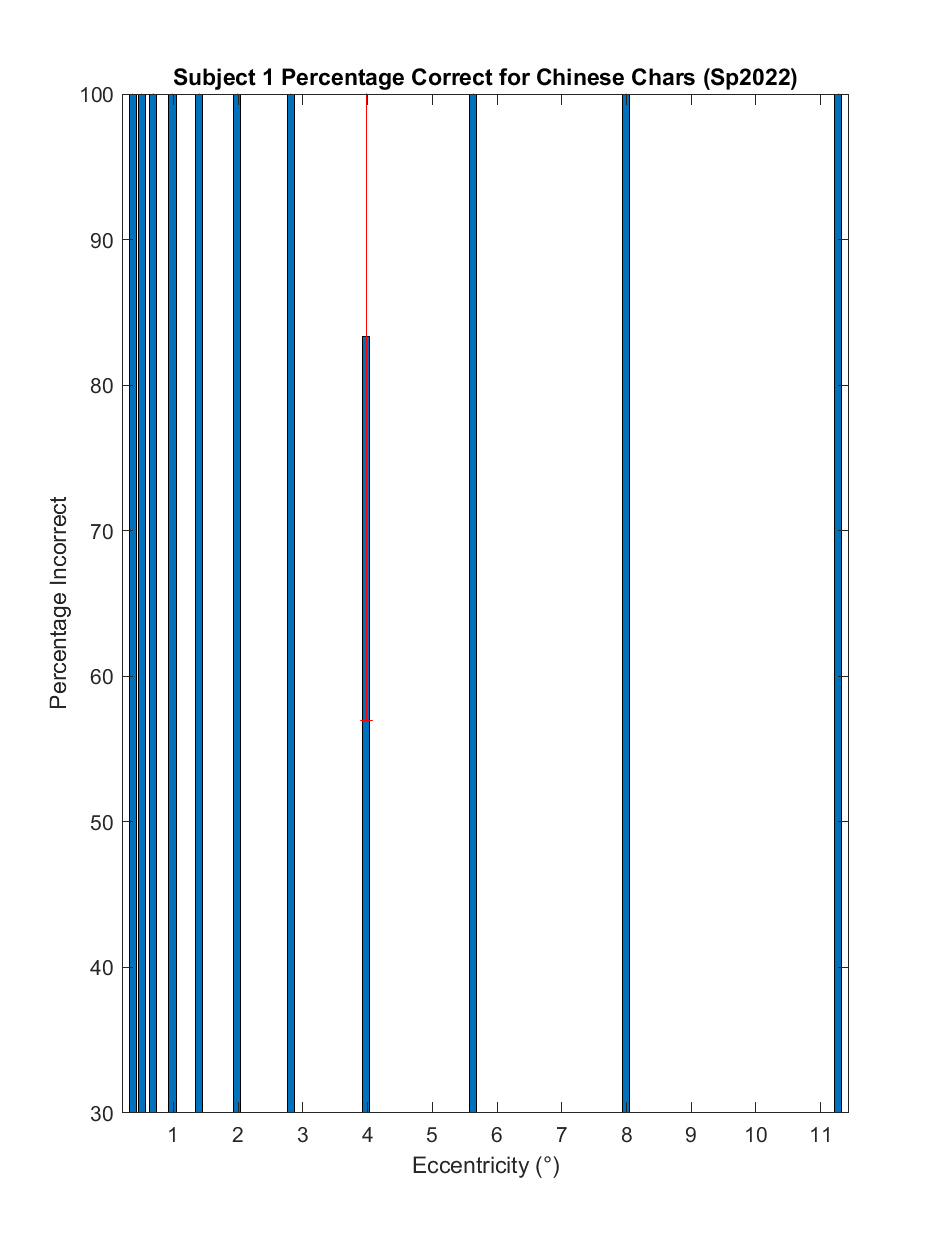 Subject 1 Percentage Correct for Chinese Chars (Sp2022)
100
90
80
70
60
50
40
30
Percentage Incorrect
1 2 3 4 5 6 7 8 9 10 11
Eccentricity (°)